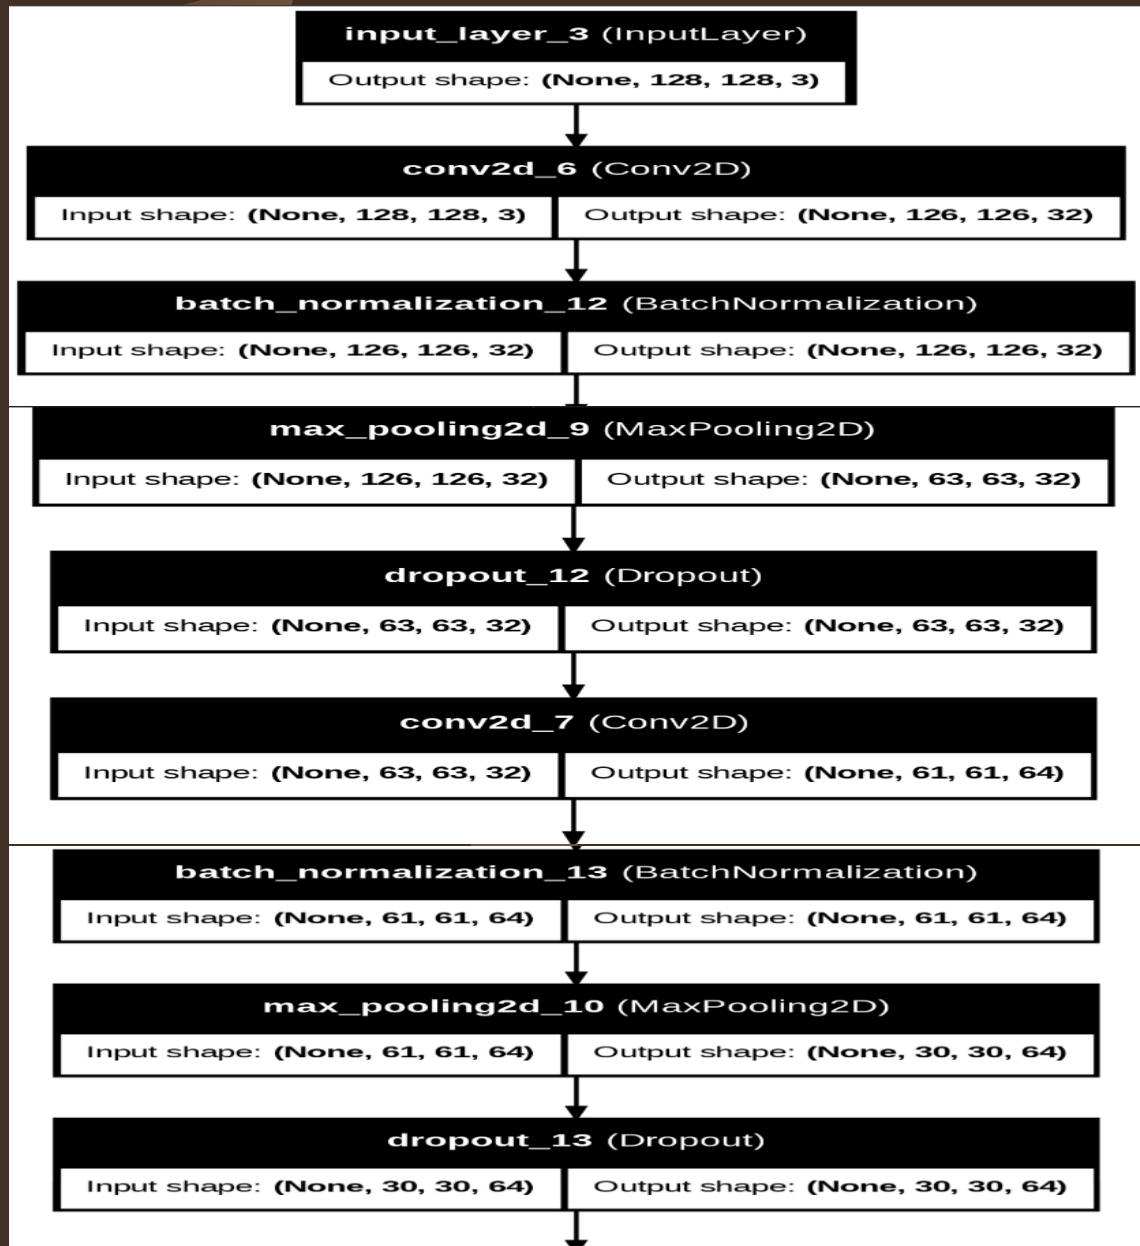 input_layer_3 (InputLayer)
Output shape: (None, 128, 128, 3)
conv2d_6 (Conv2D)
Input shape: (None, 128, 128, 3) Output shape: (None, 126, 126, 32)
batch_normalization_12 (BatchNormalization)
Input shape: (None, 126, 126, 32) Output shape: (None, 126, 126, 32)
max_pooling2d_9 (MaxPooling2D)
Input shape: (None, 126, 126, 32) Output shape: (None, 63, 63, 32)
dropout_12 (Dropout)
Input shape: (None, 63, 63, 32) Output shape: (None, 63, 63, 32)
conv2d_7 (Conv2D)
Input shape: (None, 63, 63, 32) Output shape: (None, 61, 61, 64)
batch_normalization_13 (BatchNormalization)
Input shape: (None, 61, 61, 64) Output shape: (None, 61, 61, 64)
max_pooling2d_10 (MaxPooling2D)
Input shape: (None, 61, 61, 64) Output shape: (None, 30, 30, 64)
dropout_13 (Dropout)
Input shape: (None, 30, 30, 64) Output shape: (None, 30, 30, 64)